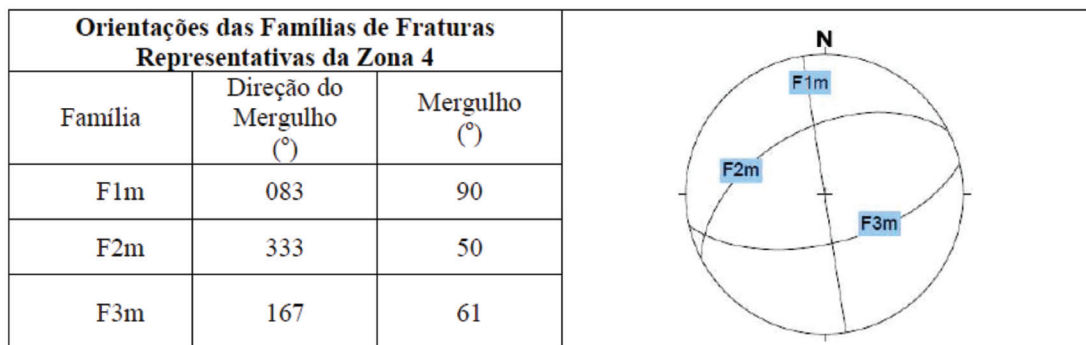 Orientações das Famílias de Fraturas
Representativas da Zona 4
Família
Direção do
Mergulho
(°)
Mergulho
(°)
F1m 083 90
F2m 333 50
F3m 167 61
N
F1m
F2m
F3m